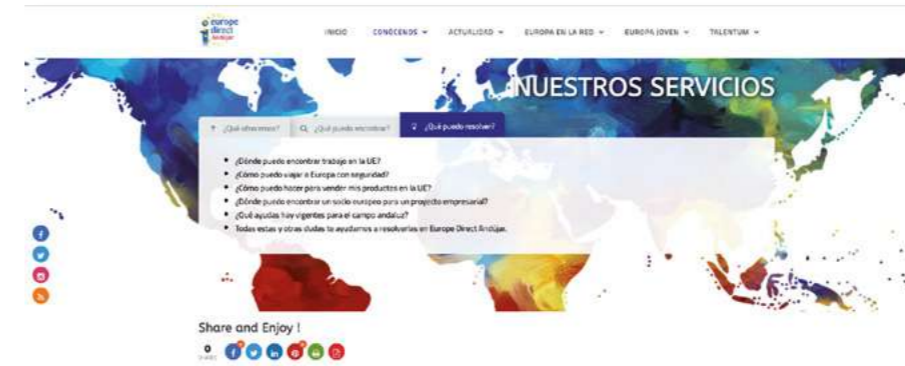 europe
direct
Andújar
INICIO CONÓCENOS ACTUALIDAD EUROPA EN LA RED EUROPA JOVEN TALENTUM
NUESTROS SERVICIOS
¿Qué ofrecemos? ¿Qué puedo encontrar? ¿Qué puedo resolver?
¿Dónde puedo encontrar trabajo en la UE?
¿Cómo puedo viajar a Europa con seguridad?
¿Cómo puedo hacer para vender mis productos en la UE?
¿Dónde puedo encontrar un socio europeo para un proyecto empresarial?
¿Qué ayudas hay vigentes para el campo andaluz?
Todas estas y otras dudas te ayudamos a resolverlas en Europe Direct Andújar.
Share and Enjoy !
0
SHARES